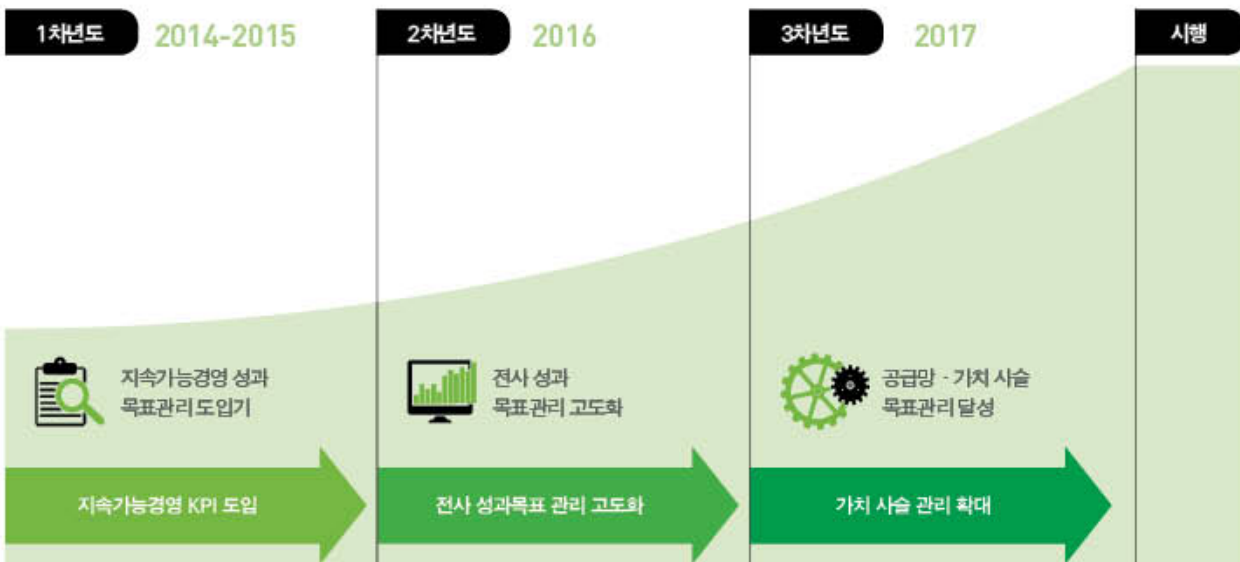 1차년도 2014-2015
2차년도 2016
3차년도 2017
시행
지속가능경영 성과
목표관리 도입기
전사 성과
목표관리 고도화
공급망 · 가치 사슬
목표관리 달성
지속가능경영 KPI 도입
전사 성과목표 관리 고도화
가치 사슬 관리 확대